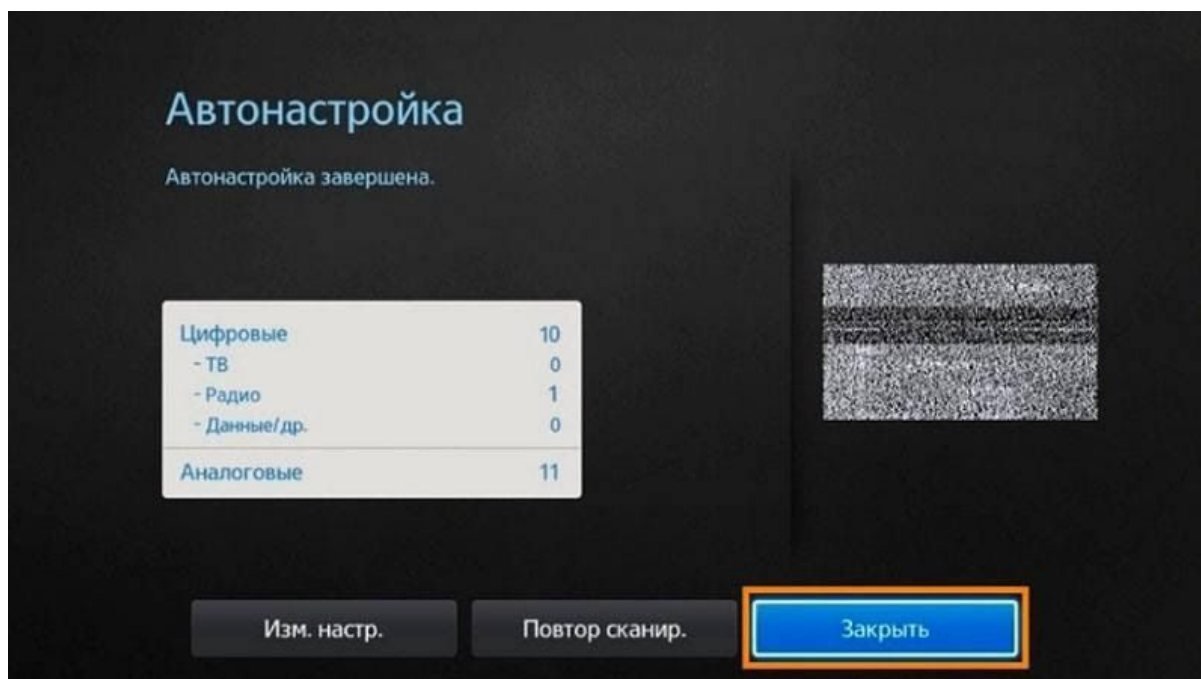 Автонастройка
Автонастройка завершена.
Цифровые 10
- ТВ 0
- Радио 1
- Данные/др. 0
Аналоговые 11
Изм. настр. Повтор сканир. Закрыть